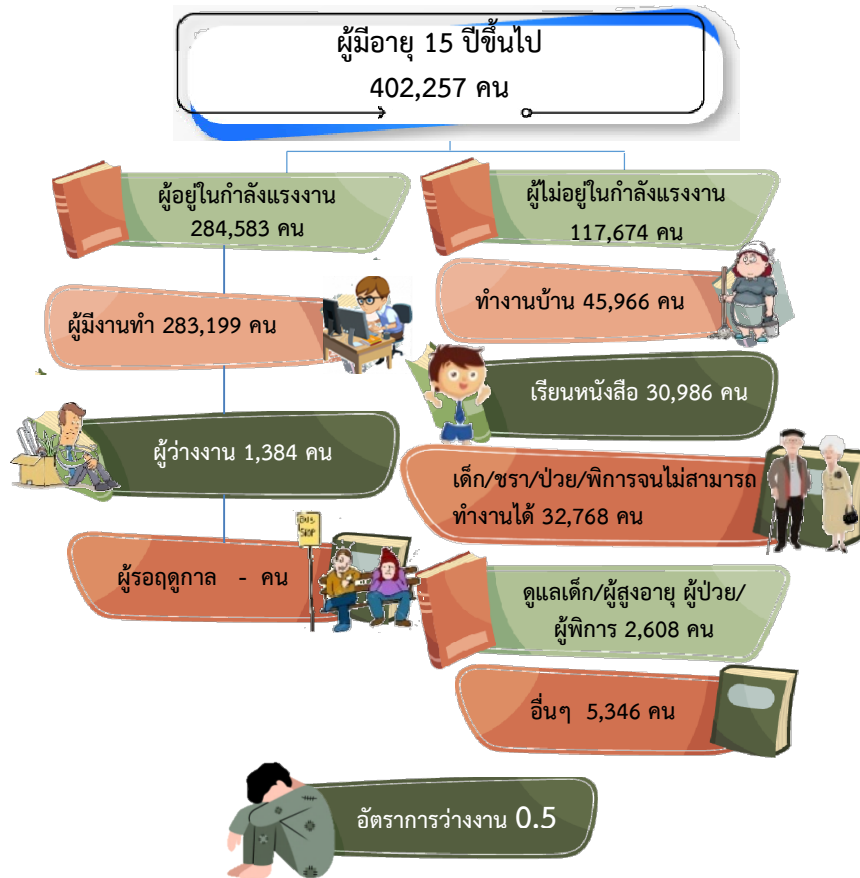 ผู้มีอายุ 15 ปีขึ้นไป
402,257 คน
ผู้อยู่ในกำลังแรงงาน
284,583 คน
ผู้มีงานทำ 283,199 คน
ผู้ว่างงาน 1,384 คน
BUS
STOP
ผู้รอฤดูกาล - คน
ผู้ไม่อยู่ในกำลังแรงงาน
117,674 คน
ทำงานบ้าน 45,966 คน
เรียนหนังสือ 30,986 คน
เด็ก/ชรา/ป่วย/พิการจนไม่สามารถ
ทำงานได้ 32,768 คน
ดูแลเด็ก/ผู้สูงอายุ ผู้ป่วย/
ผู้พิการ 2,608 คน
อื่นๆ 5,346 คน
อัตราการว่างงาน 0.5